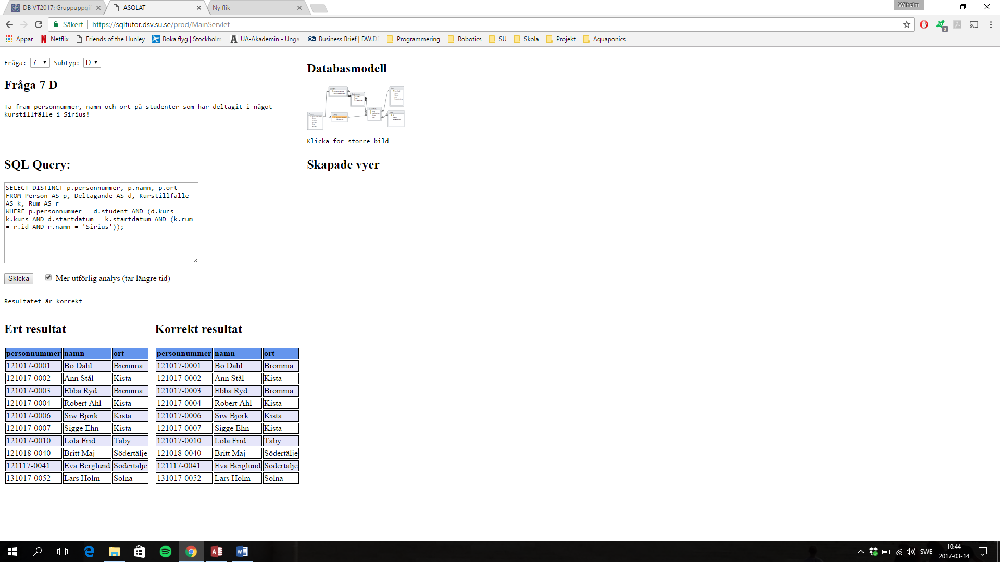 Wilhelm
DB VT2017: Gruppuppgif
ASQLAT
Ny flik
Säkert
https://sqltutor.dsv.su.se/prod/MainServlet
0
Appar
Netflix
Friends of the Hunley
Boka flyg | Stockholm
UA-Akademin - Unga
Business Brief | DW.DE
Programmering
Robotics
SU
Skola
Projekt
Aquaponics
Fråga: 7 Subtyp: D
Fråga 7 D
Ta fram personnummer, namn och ort på studenter som har deltagit i något
kurstillfälle i Sirius!
Databasmodell
Klicka för större bild
SQL Query:
SELECT DISTINCT p.personnummer, p.namn, p.ort
FROM Person AS p, Deltagande AS d, Kurstillfälle
AS k, Rum AS r
WHERE p.personnummer = d.student AND (d.kurs =
k.kurs AND d.startdatum = k.startdatum AND (k.rum
= r.id AND r.namn = 'Sirius'));
Skapade vyer
Skicka
Mer utförlig analys (tar längre tid)
Resultatet är korrekt
Ert resultat
personnummer namn ort
121017-0001 Bo Dahl Bromma
121017-0002 Ann Stål Kista
121017-0003 Ebba Ryd Bromma
121017-0004 Robert Ahl Kista
121017-0006 Siw Björk Kista
121017-0007 Sigge Ehn Kista
121017-0010 Lola Frid Täby
121018-0040 Britt Maj Södertälje
121117-0041 Eva Berglund Södertälje
131017-0052 Lars Holm Solna
Korrekt resultat
personnummer namn ort
121017-0001 Bo Dahl Bromma
121017-0002 Ann Stål Kista
121017-0003 Ebba Ryd Bromma
121017-0004 Robert Ahl Kista
121017-0006 Siw Björk Kista
121017-0007 Sigge Ehn Kista
121017-0010 Lola Frid Täby
121018-0040 Britt Maj Södertälje
121117-0041 Eva Berglund Södertälje
131017-0052 Lars Holm Solna
SWE
10:44
2017-03-14